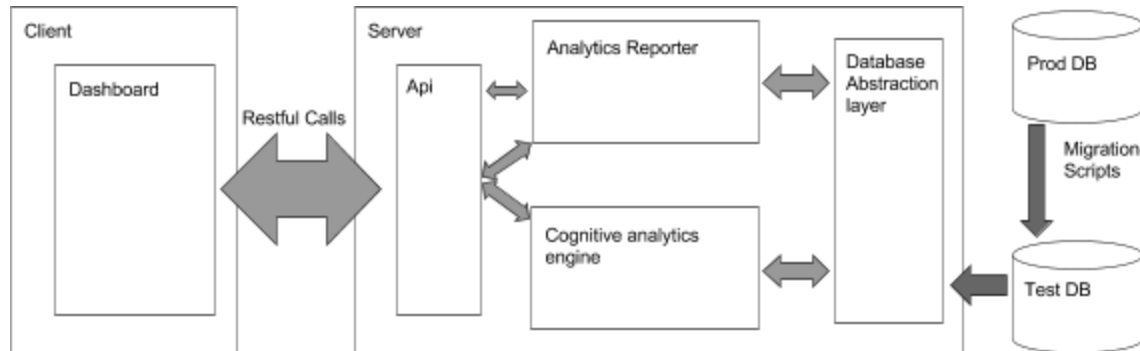 Client
Dashboard
Restful Calls
Server
Api
Analytics Reporter
Cognitive analytics
engine
Database
Abstraction
layer
Prod DB
Migration
Scripts
Test DB